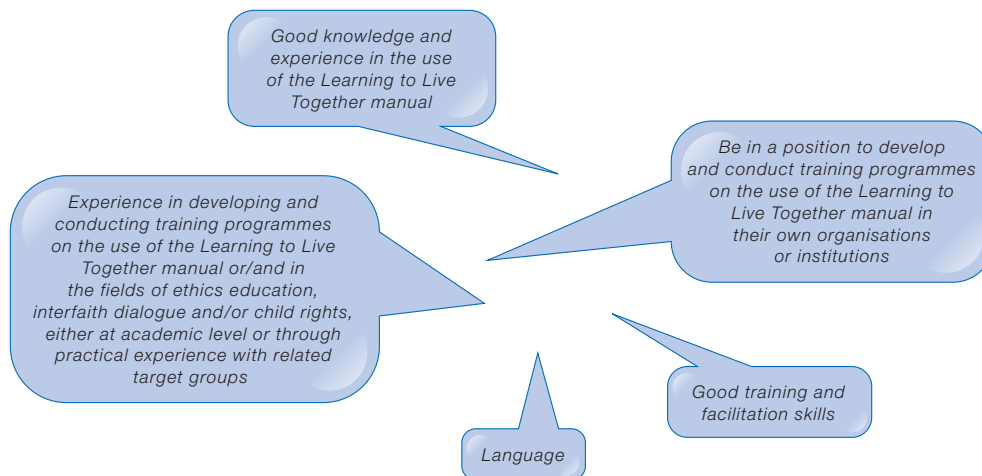 Good knowledge and
experience in the use
of the Learning to Live
Together manual
Be in a position to develop
and conduct training programmes
on the use of the Learning to
Live Together manual in
their own organisations
or institutions
Experience in developing and
conducting training programmes
on the use of the Learning to Live
Together manual or/and in
the fields of ethics education,
interfaith dialogue and/or child rights,
either at academic level or through
practical experience with related
target groups
Good training and
facilitation skills
Language